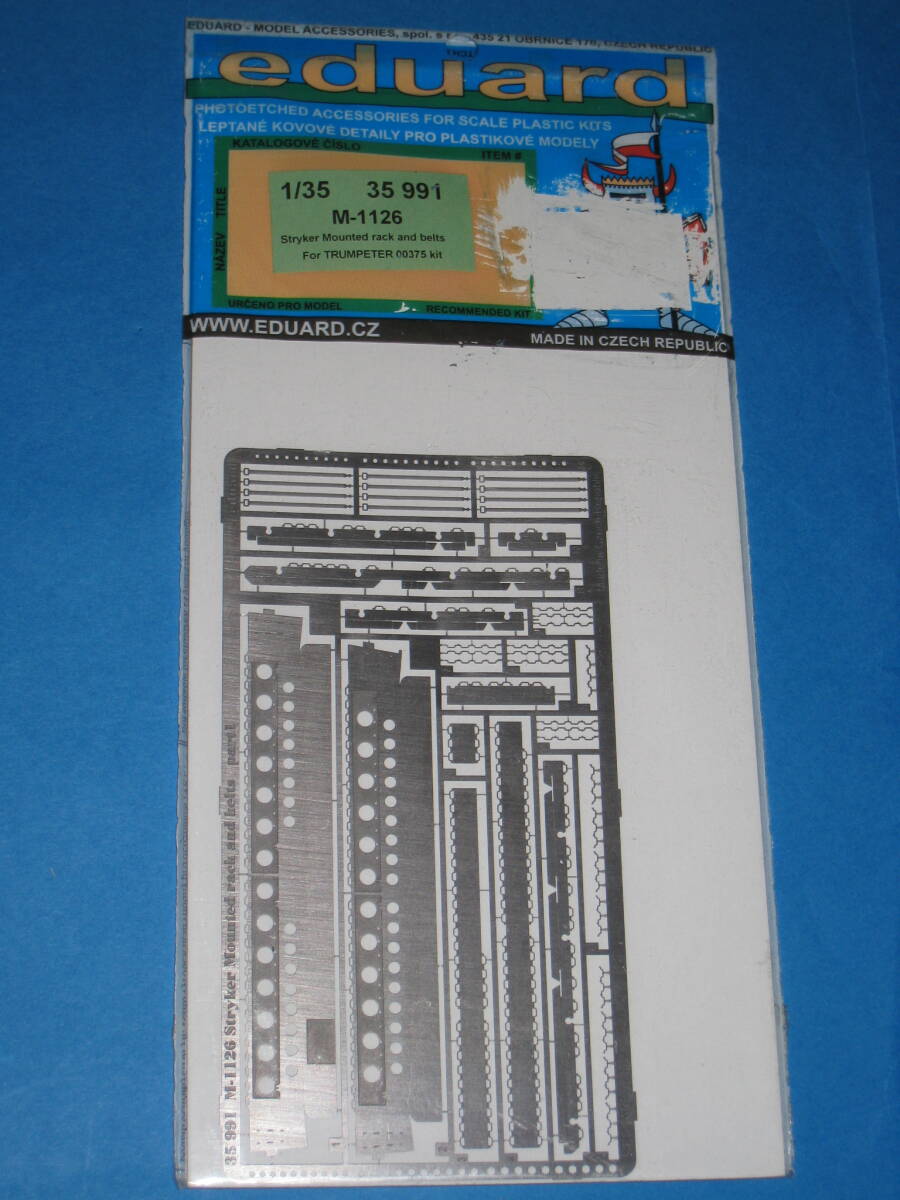 EDUARD - MODEL ACCESSORIES, spol. s r.o., 435 21 OBRNICE 170, CZECH REPUBLIC
eduard
PHOTOETCHED ACCESSORIES FOR SCALE PLASTIC KITS
LEPTANÉ KOVOVÉ DETAILY PRO PLASTIKOVÉ MODELY
KATALOGOVÉ ČÍSLO ITEM #
NÁZEV TITLE
1/35 35 991
M-1126
Stryker Mounted rack and belts
For TRUMPETER 00375 kit
URČENO PRO MODEL RECOMMENDED KIT
WWW.EDUARD.CZ MADE IN CZECH REPUBLIC
35 991 M-1126 Stryker Mounted rack and belts part1